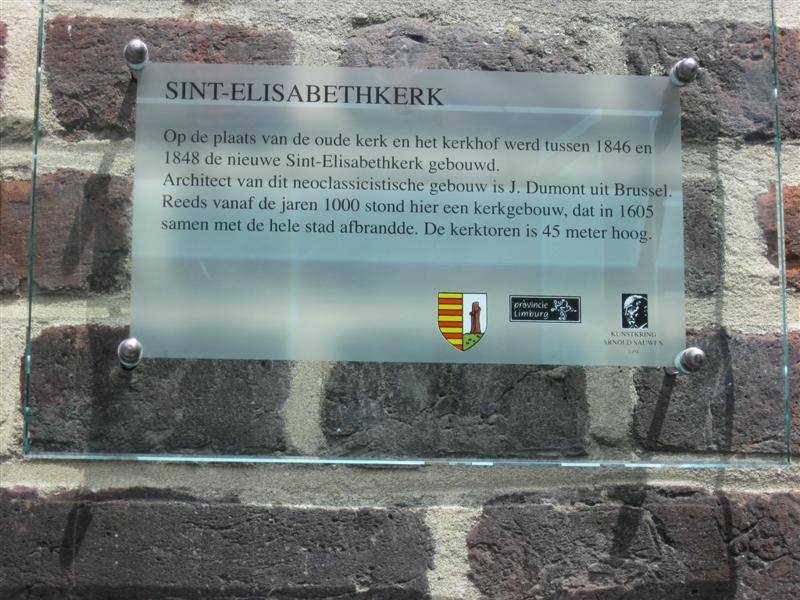 SINT-ELISABETHKERK
Op de plaats van de oude kerk en het kerkhof werd tussen 1846 en
1848 de nieuwe Sint-Elisabethkerk gebouwd.
Architect van dit neoclassicistische gebouw is J. Dumont uit Brussel.
Reeds vanaf de jaren 1000 stond hier een kerkgebouw, dat in 1605
samen met de hele stad afbrandde. De kerktoren is 45 meter hoog.
provincie
Limburg
KUNSTKRING
ARNOLD SAUWEN